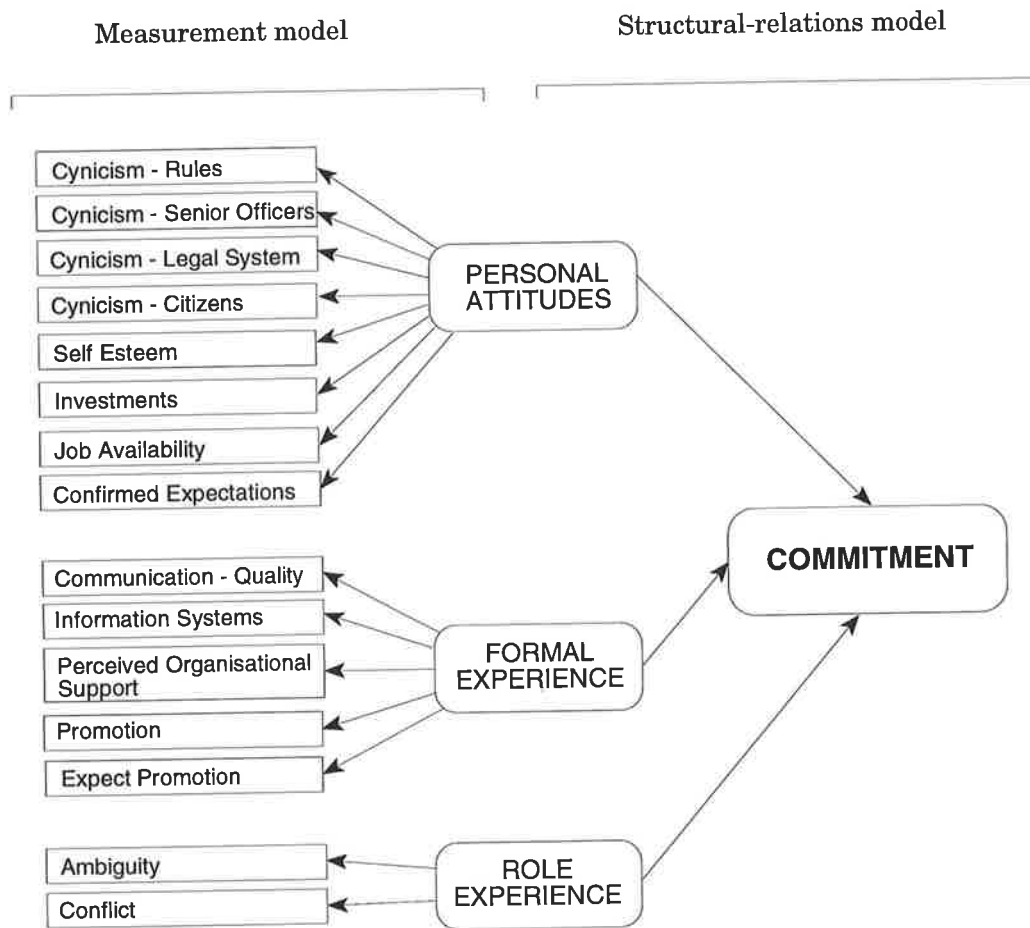 Measurement model
Structural-relations model
Cynicism - Rules
Cynicism - Senior Officers
Cynicism - Legal System
Cynicism - Citizens
Self Esteem
Investments
Job Availability
Confirmed Expectations
PERSONAL
ATTITUDES
COMMITMENT
Communication - Quality
Information Systems
Perceived Organisational
Support
Promotion
Expect Promotion
FORMAL
EXPERIENCE
Ambiguity
Conflict
ROLE
EXPERIENCE